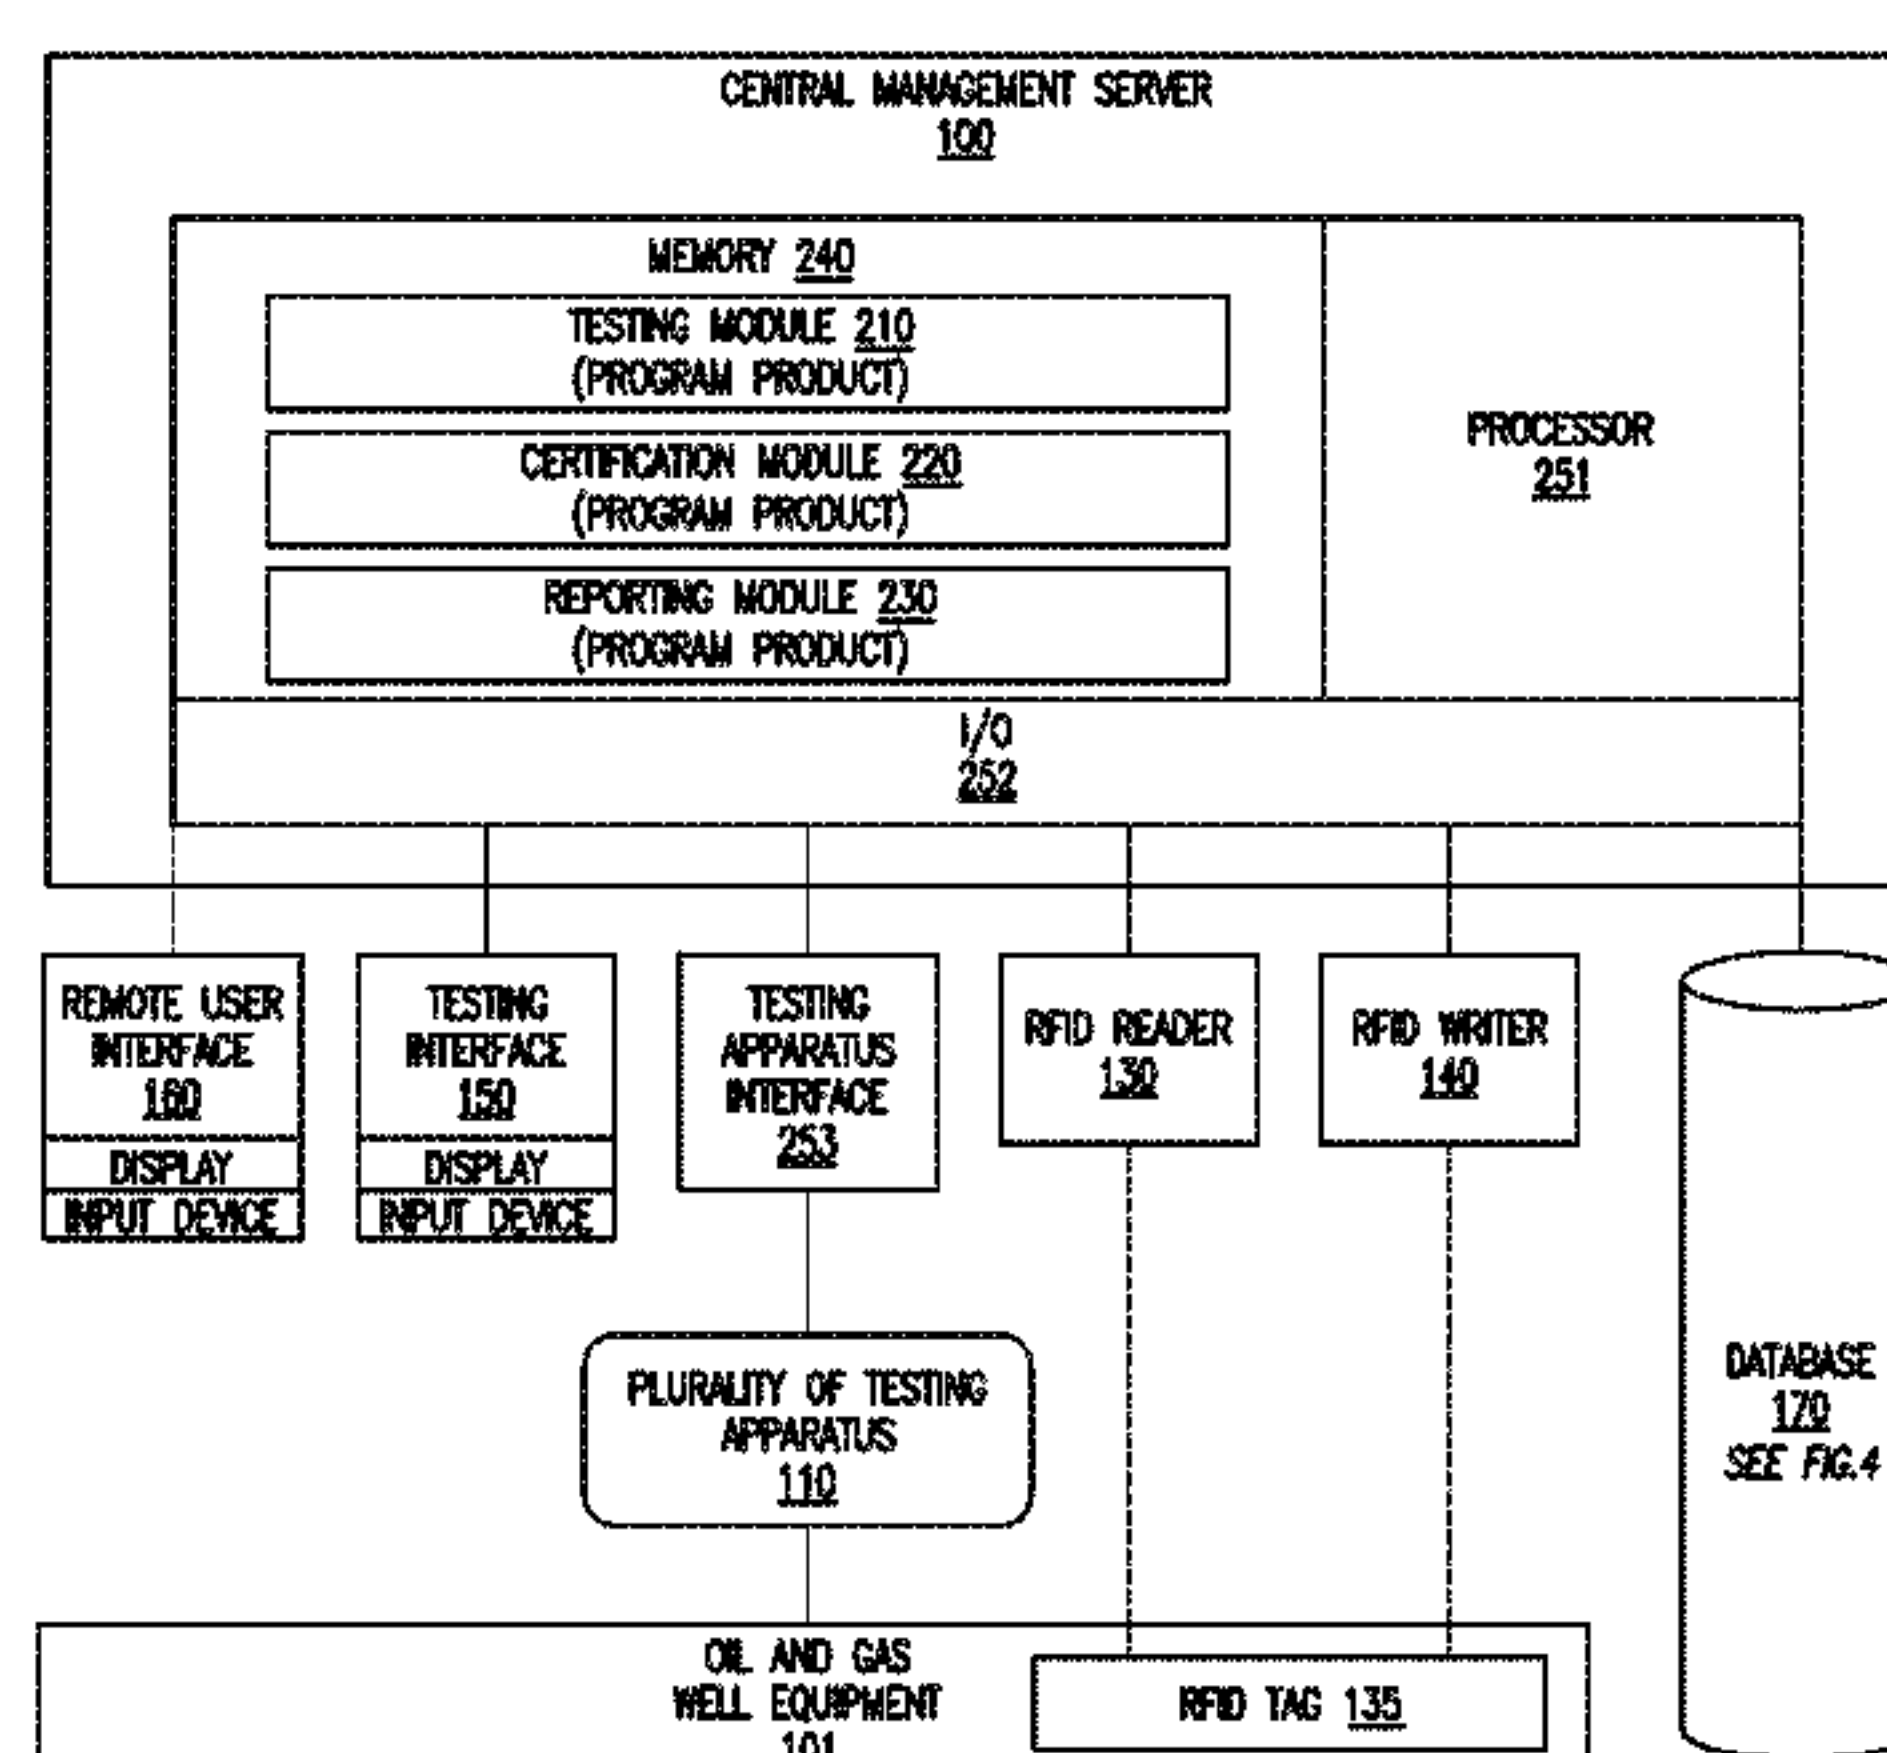 CENTRAL MANAGEMENT SERVER
100
MEMORY 240
TESTING MODULE 210
(PROGRAM PRODUCT)
CERTIFICATION MODULE 220
(PROGRAM PRODUCT)
REPORTING MODULE 230
(PROGRAM PRODUCT)
PROCESSOR
251
I/O
252
REMOTE USER
INTERFACE
160
DISPLAY
INPUT DEVICE
TESTING
INTERFACE
150
DISPLAY
INPUT DEVICE
TESTING
APPARATUS
INTERFACE
253
RFID READER
130
RFID WRITER
140
DATABASE
170
SEE FIG.4
PLURALITY OF TESTING
APPARATUS
110
OIL AND GAS
WELL EQUIPMENT
101
RFID TAG 135